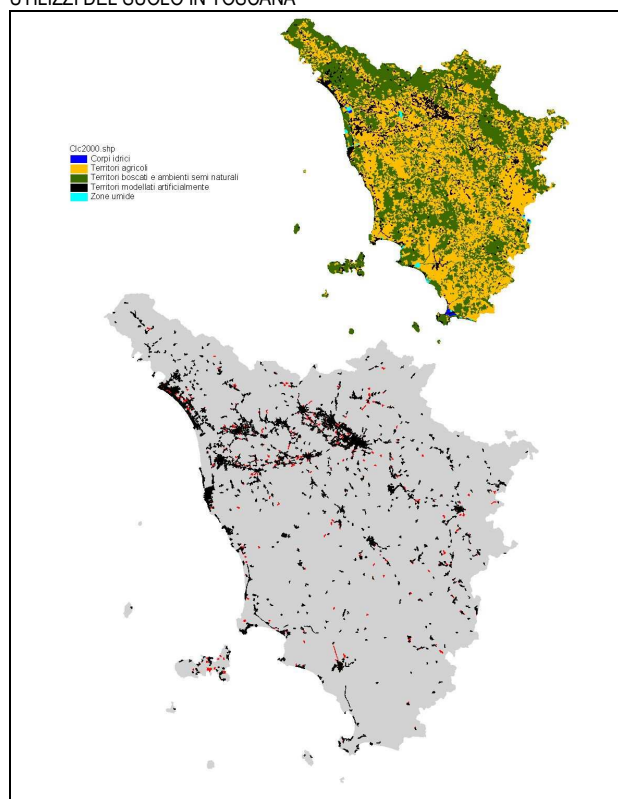 UTILIZZI DEL SUOLO IN TOSCANA
Clc2000.shp
Corpi idrici
Territori agricoli
Territori boscati e ambienti semi naturali
Territori modellati artificialmente
Zone umide